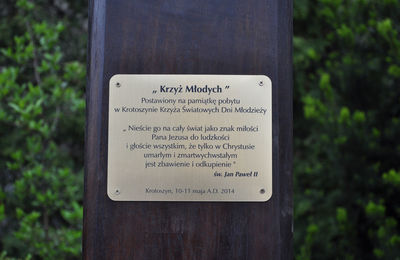 „ Krzyż Młodych ”
Postawiony na pamiątkę pobytu
w Krotoszynie Krzyża Światowych Dni Młodzieży
„ Nieście go na cały świat jako znak miłości
Pana Jezusa do ludzkości
i głoście wszystkim, że tylko w Chrystusie
umarłym i zmartwychwstałym
jest zbawienie i odkupienie ”
św. Jan Paweł II
Krotoszyn, 10-11 maja A.D. 2014